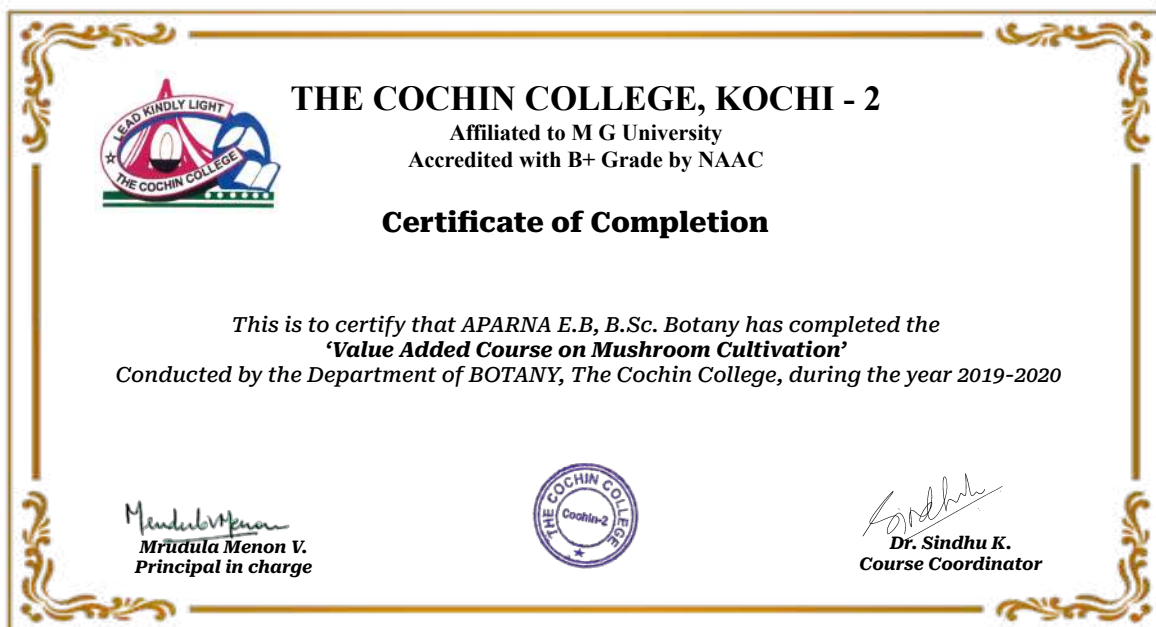 LEAD KINDLY LIGHT
THE COCHIN COLLEGE
THE COCHIN COLLEGE, KOCHI - 2
Affiliated to M G University
Accredited with B+ Grade by NAAC
Certificate of Completion
This is to certify that APARNA E.B, B.Sc. Botany has completed the
‘Value Added Course on Mushroom Cultivation’
Conducted by the Department of BOTANY, The Cochin College, during the year 2019-2020
THE COCHIN COLLEGE
Cochin-2
Sindhu
Mrudula Menon V.
Principal in charge
Dr. Sindhu K.
Course Coordinator